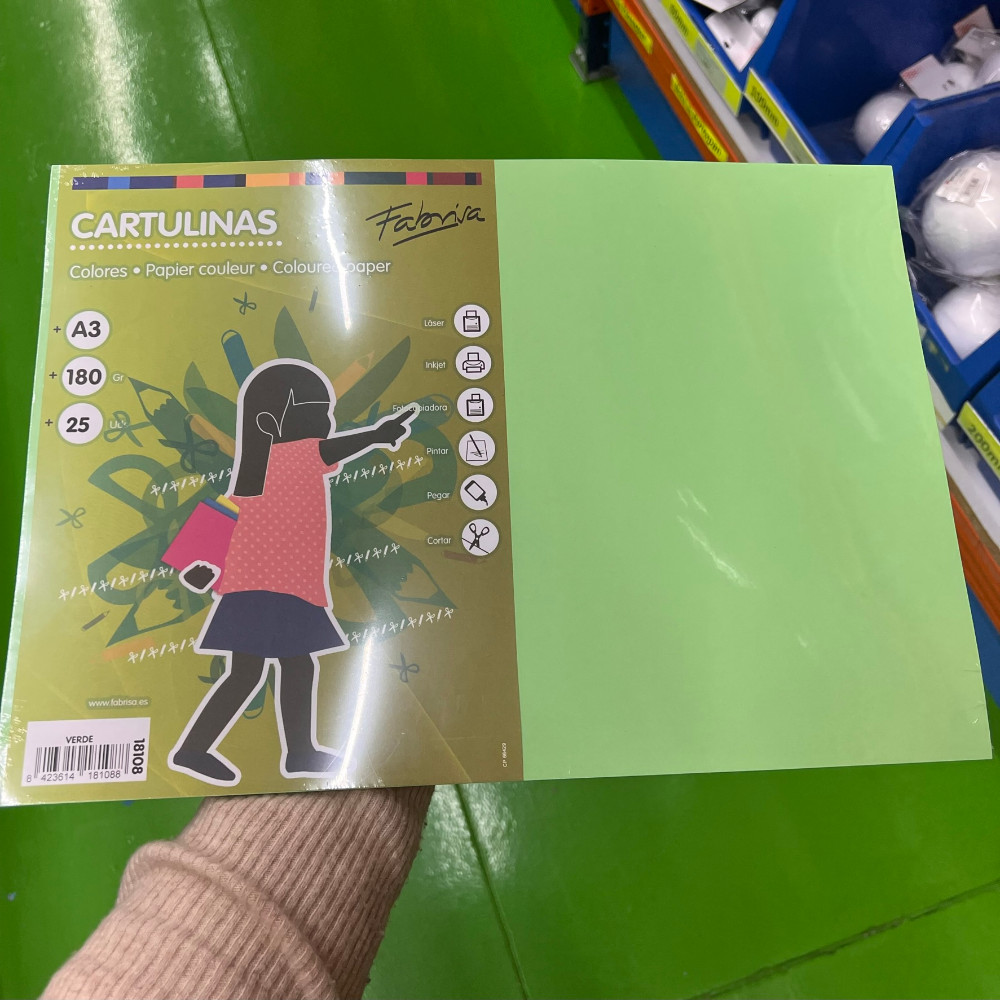 CARTULINAS
Fabrisa
Colores • Papier couleur • Coloured paper
+ A3
+ 180 Gr
+ 25
Láser
Inkjet
Fotocopiadora
Pintar
Pegar
Cortar
www.fabrisa.es
VERDE
18108
8 423614 181088
200mm